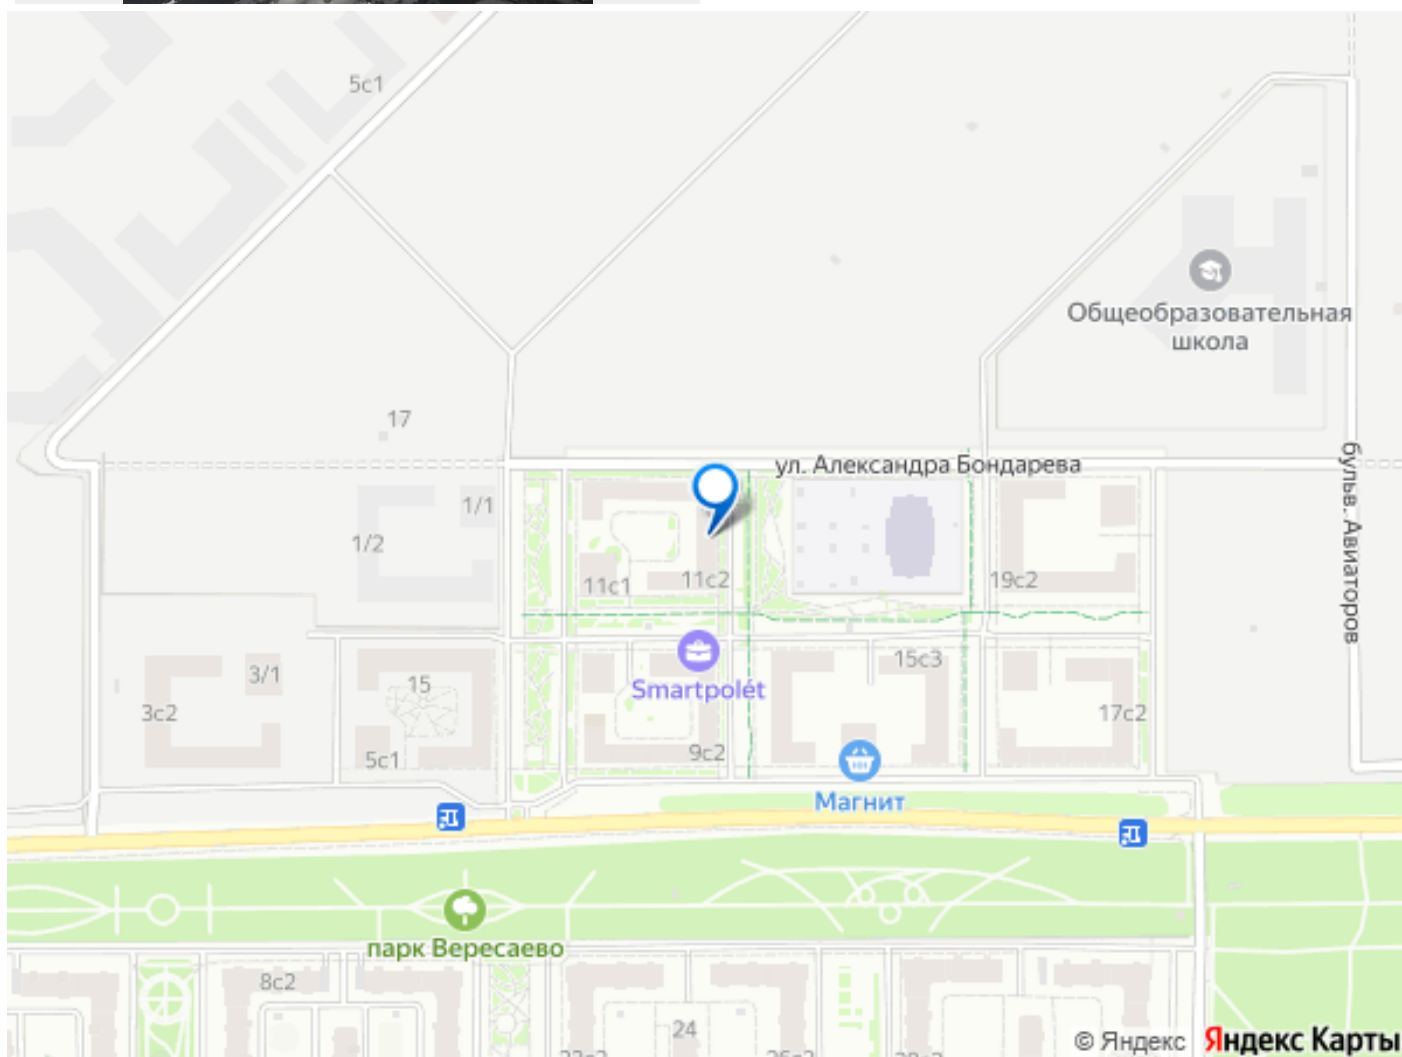 5с1
Общеобразовательная
школа
17
ул. Александра Бондарева
бульв. Авиаторов
1/1
1/2
11с1
11с2
19с2
3/1
15
15с3
Smartpolét
3с2
17с2
5с1
9с2
Магнит
парк Вересаево
8с2
24
© Яндекс
Яндекс Карты